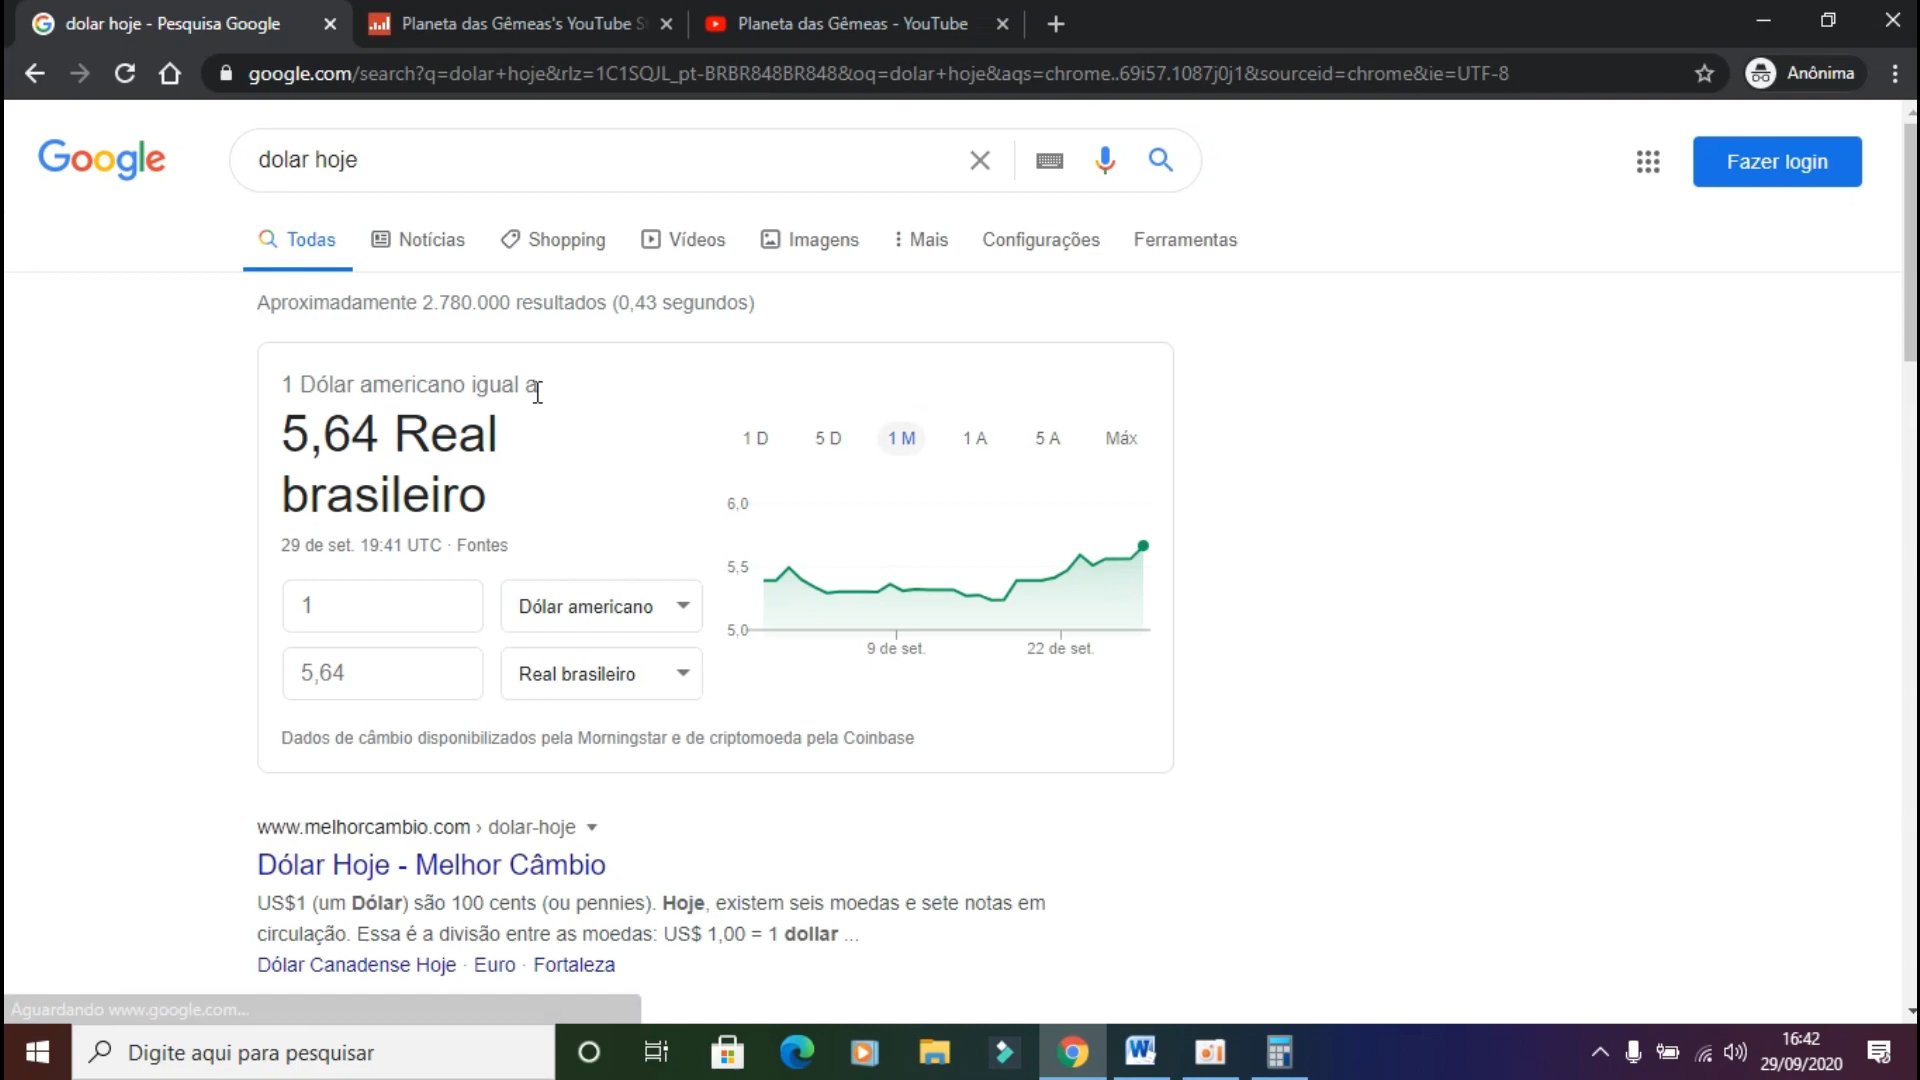 dolar hoje - Pesquisa Google
Planeta das Gêmeas's YouTube S
Planeta das Gêmeas - YouTube
google.com/search?q=dolar+hoje&rlz=1C1SQJL_pt-BRBR848BR848&oq=dolar+hoje&aqs=chrome..69i57.1087j0j1&sourceid=chrome&ie=UTF-8
Anônima
Google
dolar hoje
Fazer login
Todas Notícias Shopping Vídeos Imagens Mais Configurações Ferramentas
Aproximadamente 2.780.000 resultados (0,43 segundos)
1 Dólar americano igual a
5,64 Real
brasileiro
29 de set. 19:41 UTC · Fontes
1 Dólar americano
5,64 Real brasileiro
1 D 5 D 1 M 1 A 5 A Máx
6,0
5,5
5,0
9 de set. 22 de set.
Dados de câmbio disponibilizados pela Morningstar e de criptomoeda pela Coinbase
www.melhorcambio.com › dolar-hoje
Dólar Hoje - Melhor Câmbio
US$1 (um Dólar) são 100 cents (ou pennies). Hoje, existem seis moedas e sete notas em
circulação. Essa é a divisão entre as moedas: US$ 1,00 = 1 dollar ...
Dólar Canadense Hoje · Euro · Fortaleza
Aguardando www.google.com...
Digite aqui para pesquisar
16:42
29/09/2020